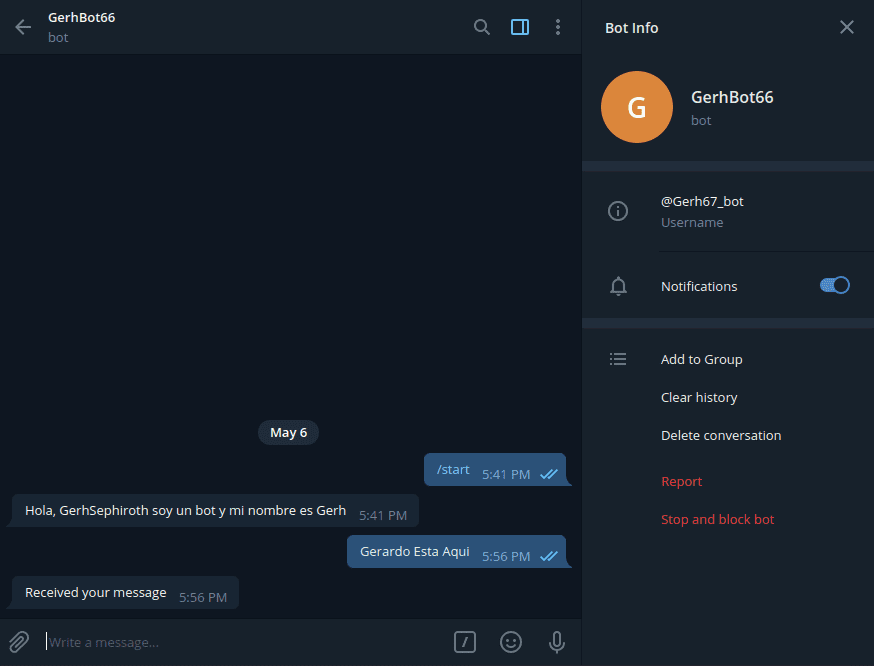 GerhBot66
bot
May 6
/start 5:41 PM
Hola, GerhSephiroth soy un bot y mi nombre es Gerh 5:41 PM
Gerardo Esta Aqui 5:56 PM
Received your message 5:56 PM
Write a message...
Bot Info
G
GerhBot66
bot
@Gerh67_bot
Username
Notifications
Add to Group
Clear history
Delete conversation
Report
Stop and block bot